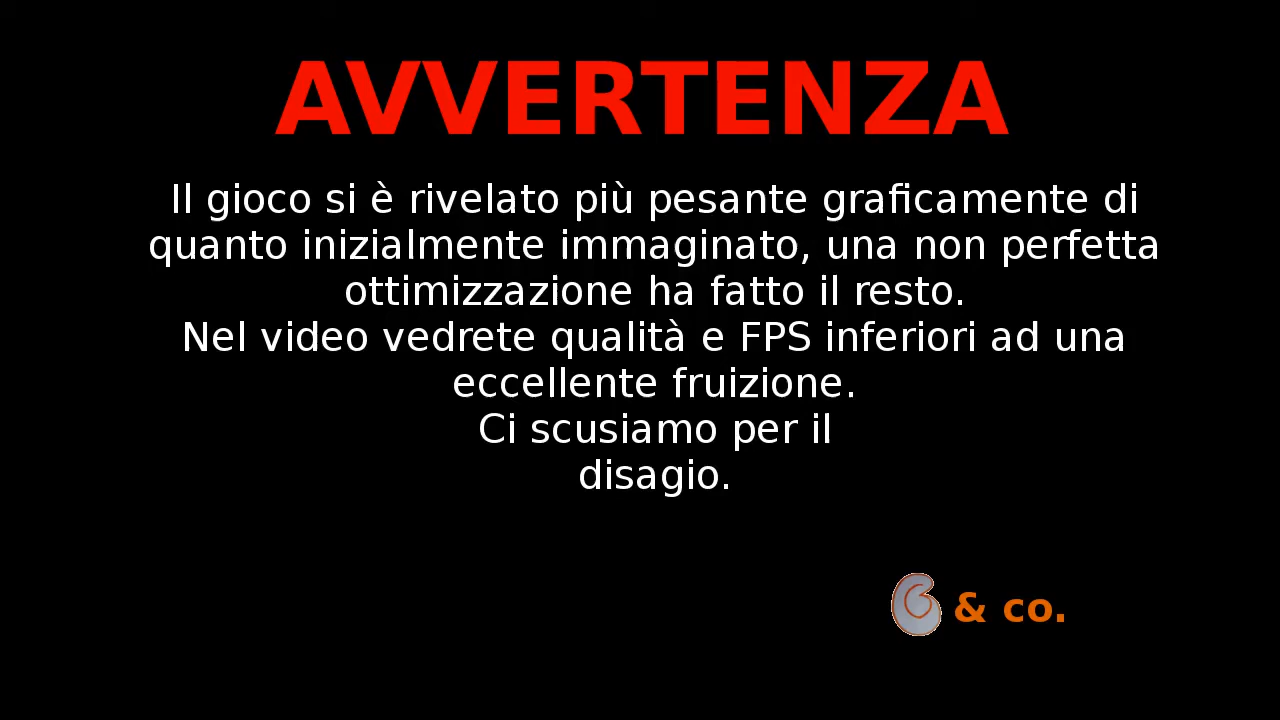 AVVERTENZA
Il gioco si è rivelato più pesante graficamente di
quanto inizialmente immaginato, una non perfetta
ottimizzazione ha fatto il resto.
Nel video vedrete qualità e FPS inferiori ad una
eccellente fruizione.
Ci scusiamo per il
disagio.
& co.